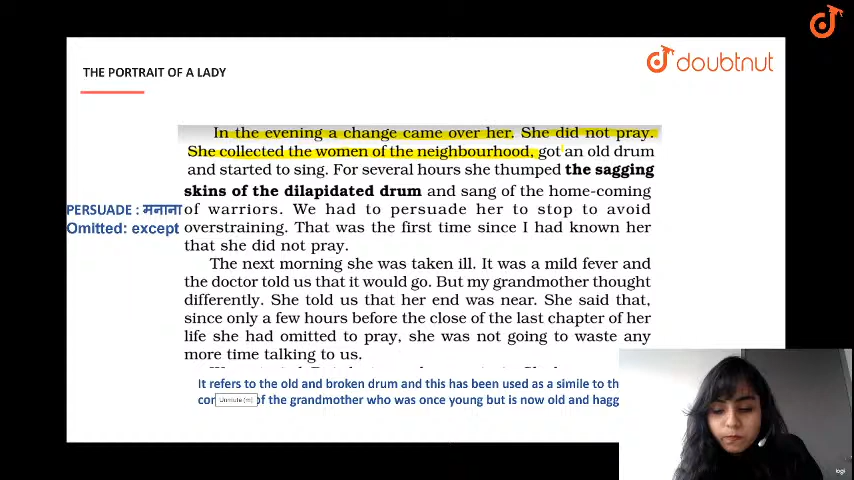 THE PORTRAIT OF A LADY
doubtnut
In the evening a change came over her. She did not pray.
She collected the women of the neighbourhood, got an old drum
and started to sing. For several hours she thumped the sagging
skins of the dilapidated drum and sang of the home-coming
PERSUADE : मनाना of warriors. We had to persuade her to stop to avoid
Omitted: except overstraining. That was the first time since I had known her
that she did not pray.
The next morning she was taken ill. It was a mild fever and
the doctor told us that it would go. But my grandmother thought
differently. She told us that her end was near. She said that,
since only a few hours before the close of the last chapter of her
life she had omitted to pray, she was not going to waste any
more time talking to us.
It refers to the old and broken drum and this has been used as a simile to th
of the grandmother who was once young but is now old and hagg
Unmute (m)
logi